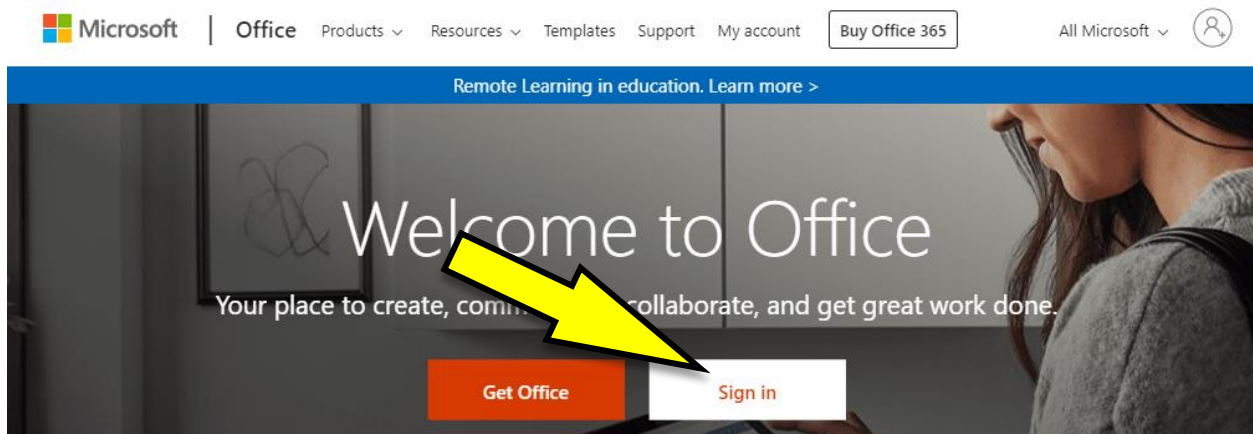 Microsoft | Office Products Resources Templates Support My account Buy Office 365 All Microsoft
Remote Learning in education. Learn more >
Welcome to Office
Your place to create, comm collaborate, and get great work done.
Get Office Sign in